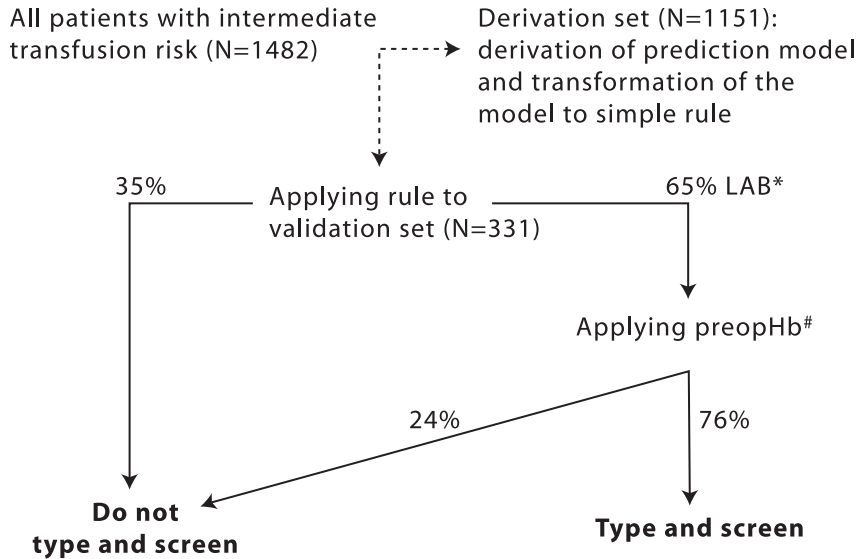 All patients with intermediate
transfusion risk (N=1482)
Derivation set (N=1151):
derivation of prediction model
and transformation of the
model to simple rule
35%
Applying rule to
validation set (N=331)
65% LAB*
Applying preopHb#
24%
76%
Do not
type and screen
Type and screen